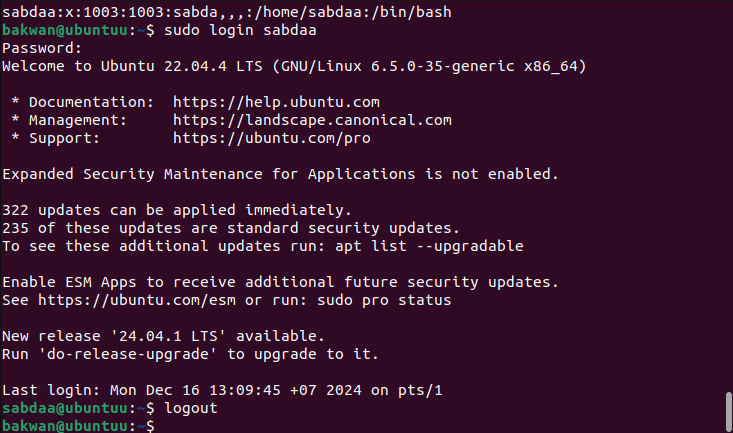 sabdaa:x:1003:1003:sabda,,,:/home/sabdaa:/bin/bash
bakwan@ubuntuu:~$ sudo login sabdaa
Password:
Welcome to Ubuntu 22.04.4 LTS (GNU/Linux 6.5.0-35-generic x86_64)
* Documentation:  https://help.ubuntu.com
* Management:     https://landscape.canonical.com
* Support:        https://ubuntu.com/pro
Expanded Security Maintenance for Applications is not enabled.
322 updates can be applied immediately.
235 of these updates are standard security updates.
To see these additional updates run: apt list --upgradable
Enable ESM Apps to receive additional future security updates.
See https://ubuntu.com/esm or run: sudo pro status
New release '24.04.1 LTS' available.
Run 'do-release-upgrade' to upgrade to it.
Last login: Mon Dec 16 13:09:45 +07 2024 on pts/1
sabdaa@ubuntuu:~$ logout
bakwan@ubuntuu:~$